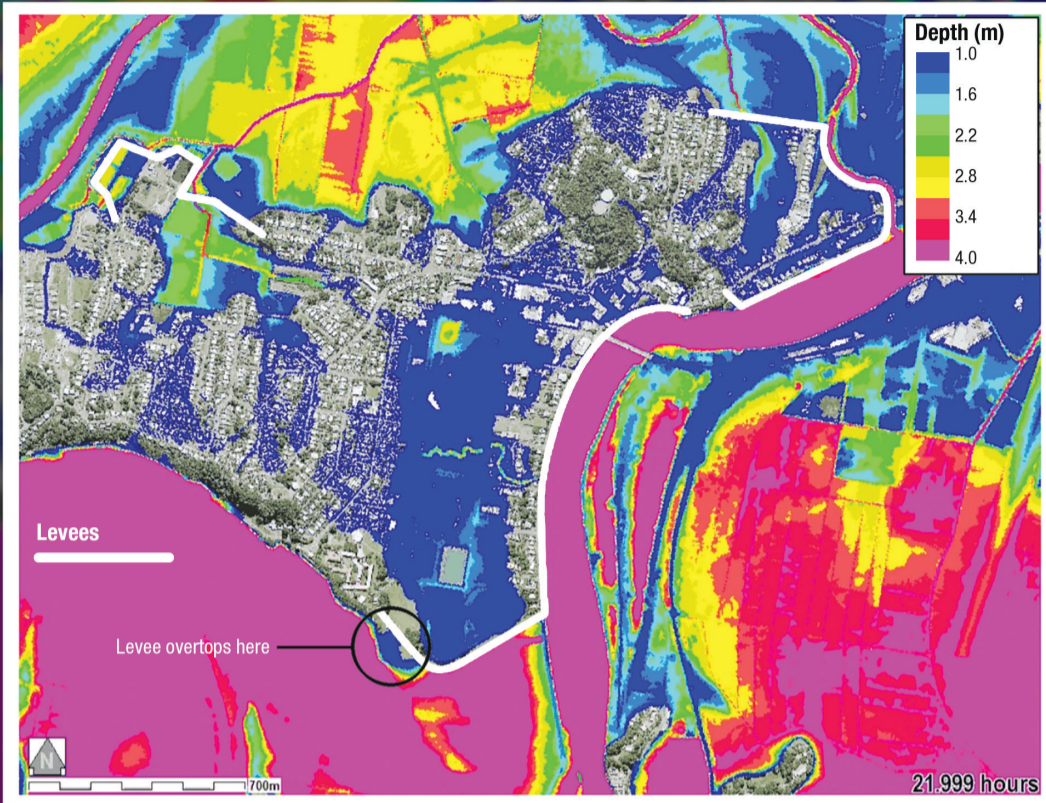 Depth (m)
1.0
1.6
2.2
2.8
3.4
4.0
Levees
Levee overtops here
N
700m
21.999 hours